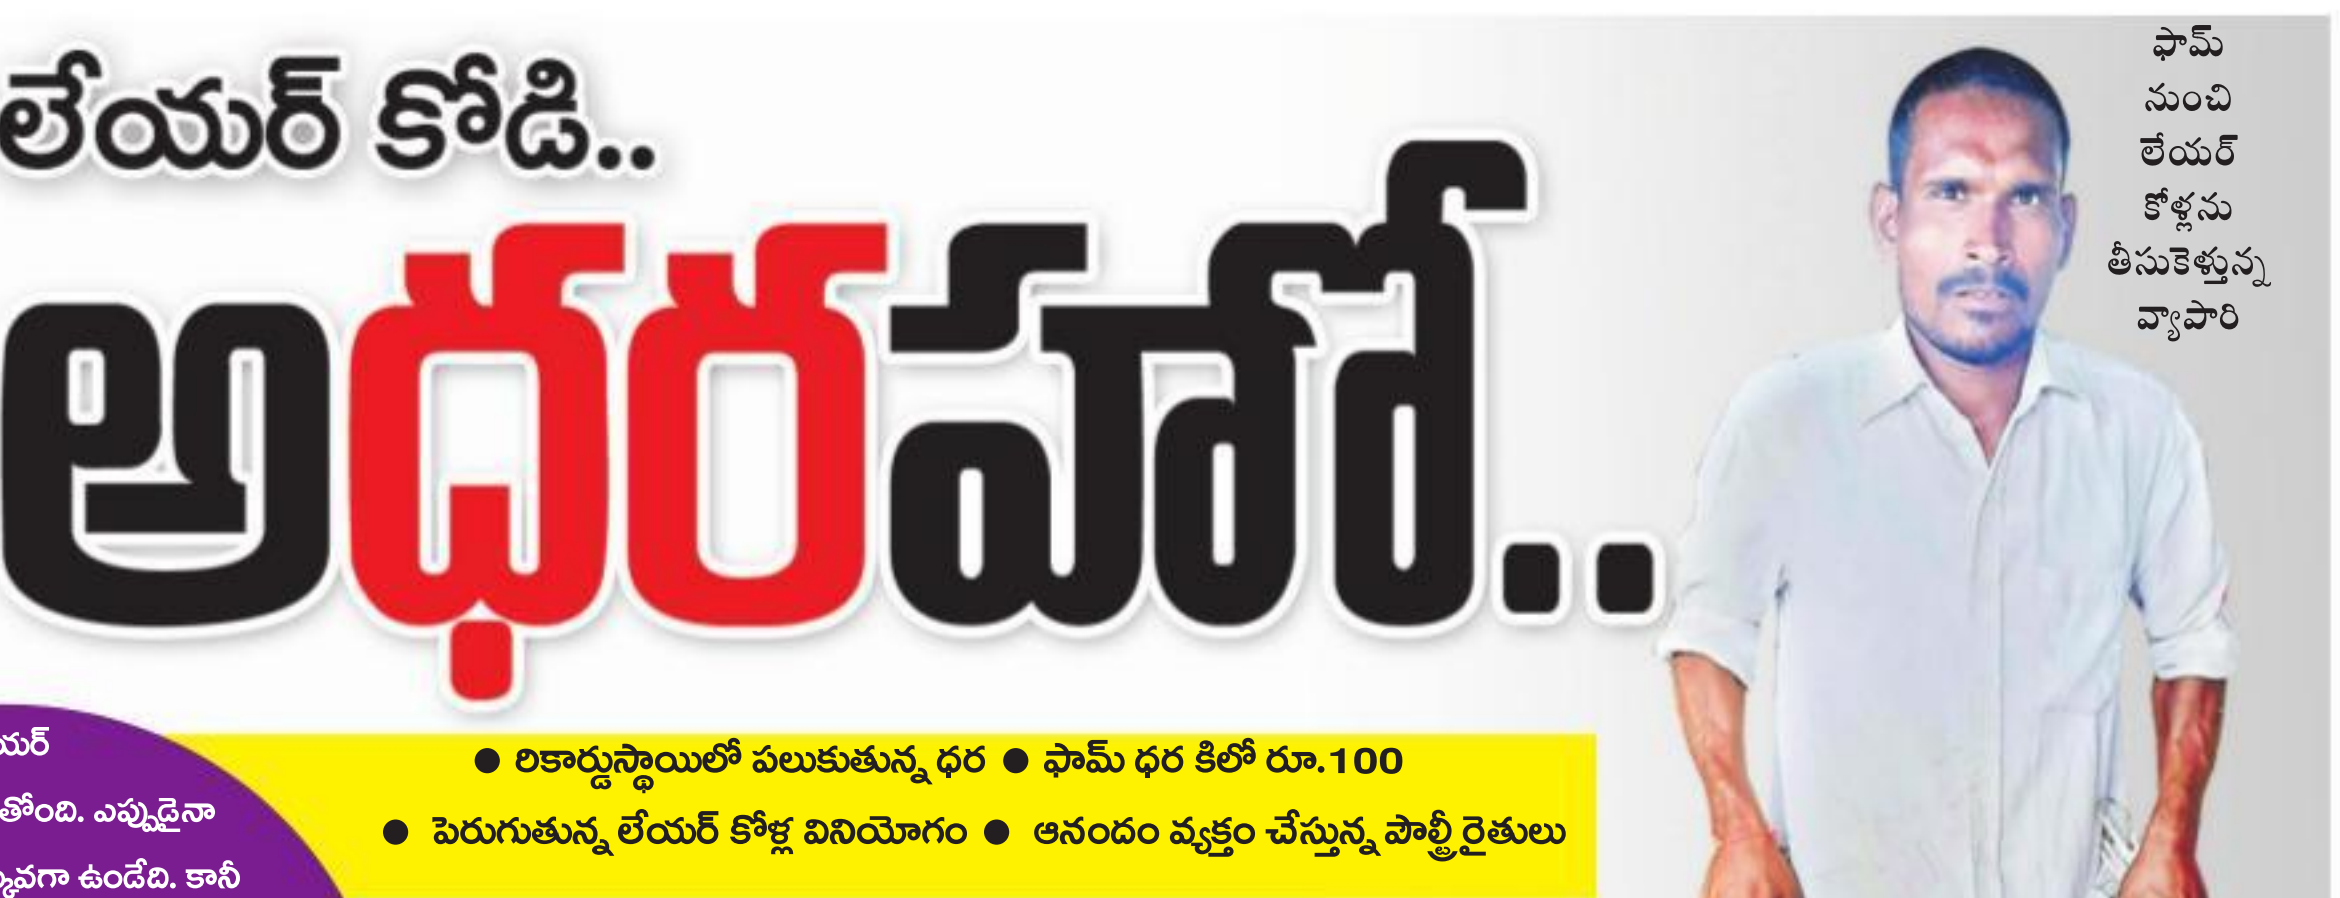 లేయర్ కోడి..
అధరహో..
ఫామ్
నుంచి
లేయర్
కోళ్లను
తీసుకెళ్తున్న
వ్యాపారి
● రికార్డుస్థాయిలో పలుకుతున్న ధర ● ఫామ్ ధర కిలో రూ.100
● పెరుగుతున్న లేయర్ కోళ్ల వినియోగం ● ఆనందం వ్యక్తం చేస్తున్న పౌల్ట్రీ రైతులు
యర్
తోంది. ఎప్పుడైనా
క్కువగా ఉండేది. కానీ